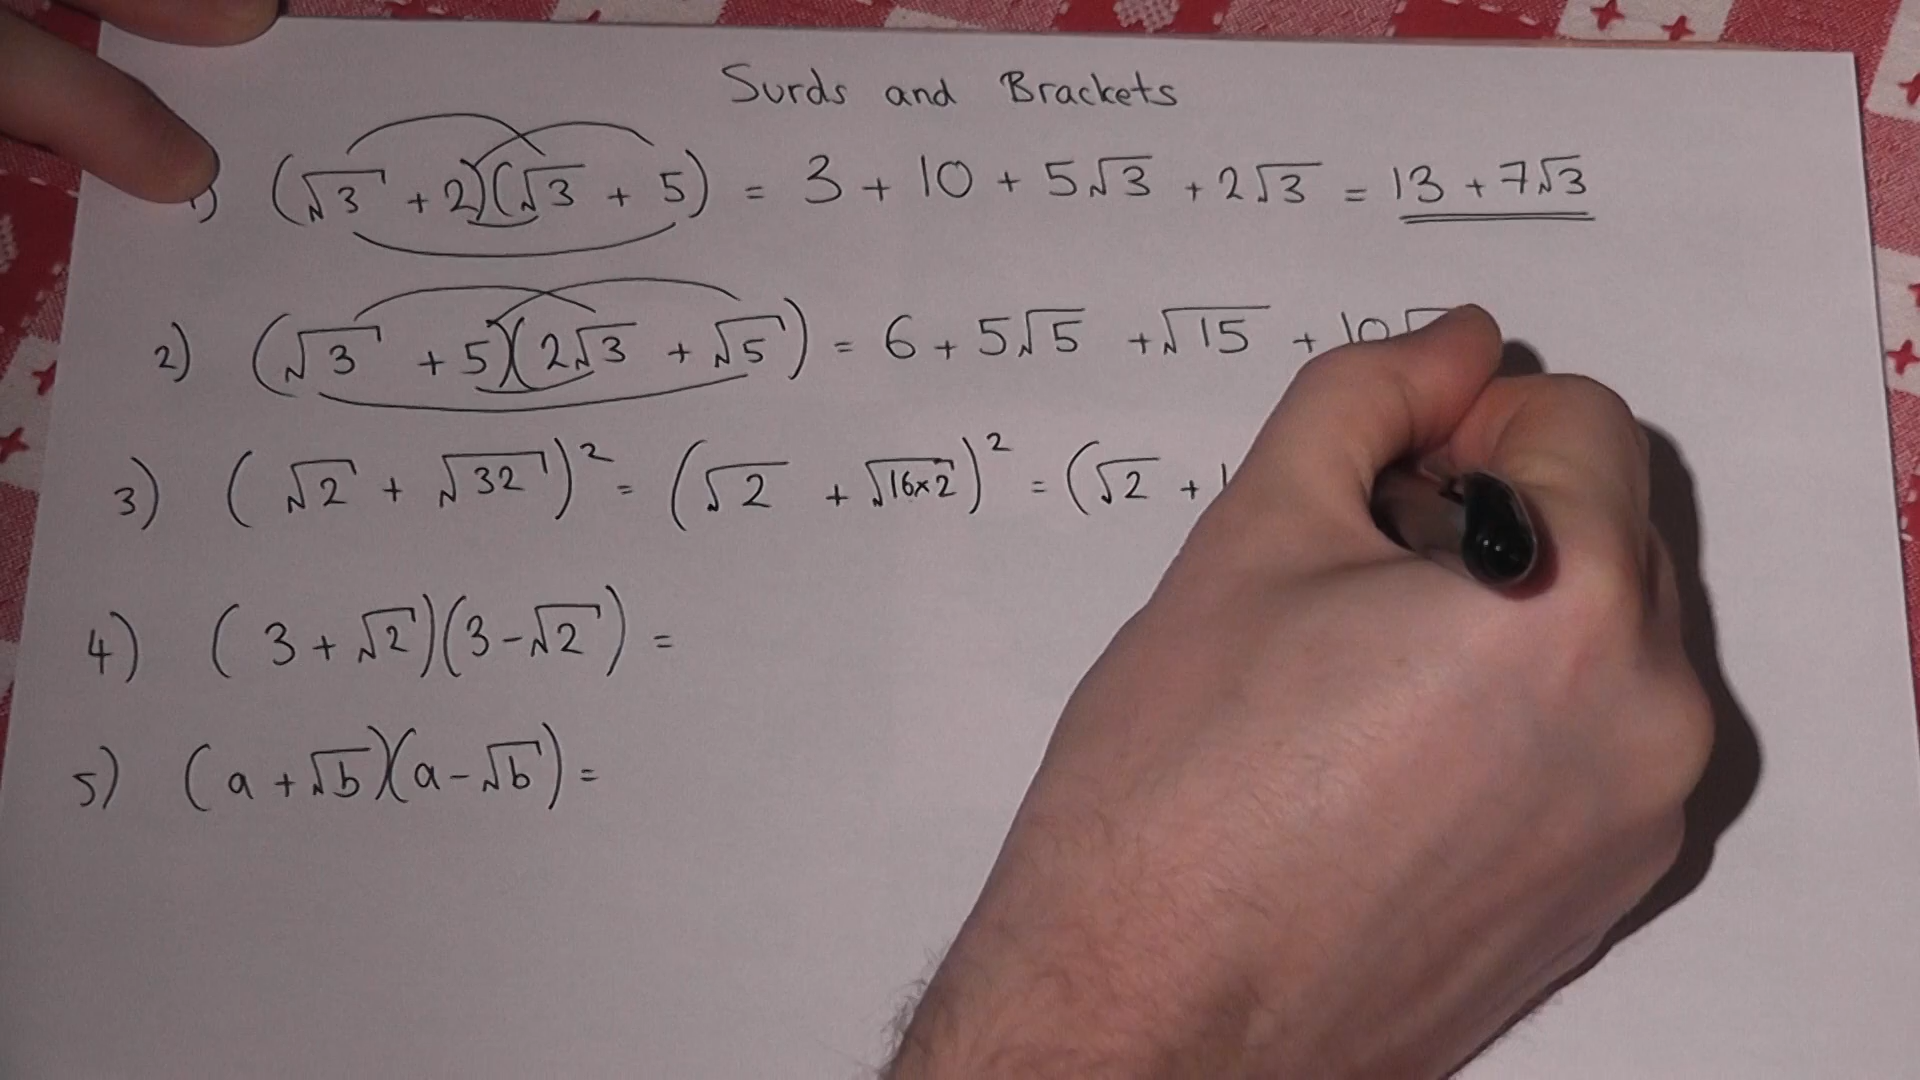 Surds and Brackets
1) (√3 + 2)(√3 + 5) = 3 + 10 + 5√3 + 2√3 = 13 + 7√3
2) (√3 + 5)(2√3 + √5) = 6 + 5√5 + √15 + 10√
3) (√2 + √32)² = (√2 + √16×2)² = (√2 +
4) (3 + √2)(3 - √2) =
5) (a + √b)(a - √b) =